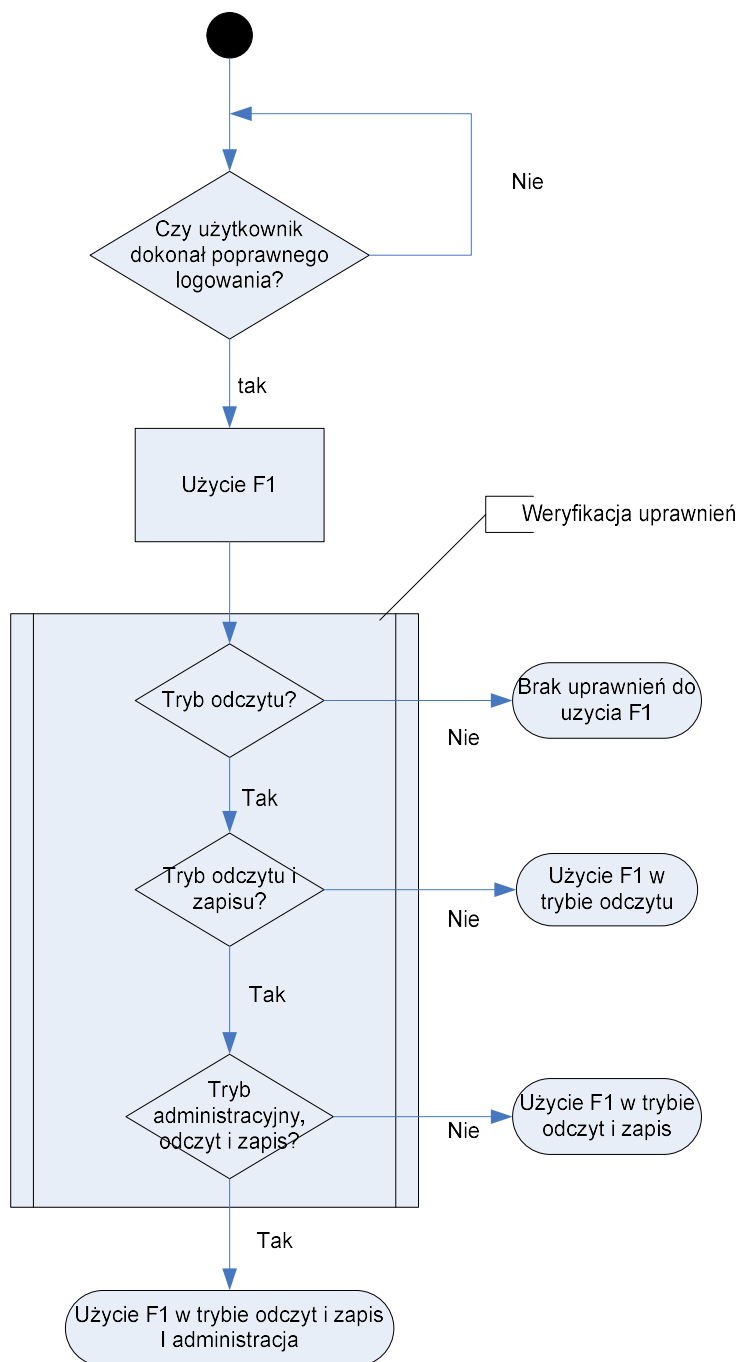 Nie
Czy użytkownik
dokonał poprawnego
logowania?
tak
Użycie F1
Weryfikacja uprawnień
Tryb odczytu?
Nie
Brak uprawnień do
uzycia F1
Tak
Tryb odczytu i
zapisu?
Nie
Użycie F1 w
trybie odczytu
Tak
Tryb
administracyjny,
odczyt i zapis?
Nie
Użycie F1 w trybie
odczyt i zapis
Tak
Użycie F1 w trybie odczyt i zapis
I administracja